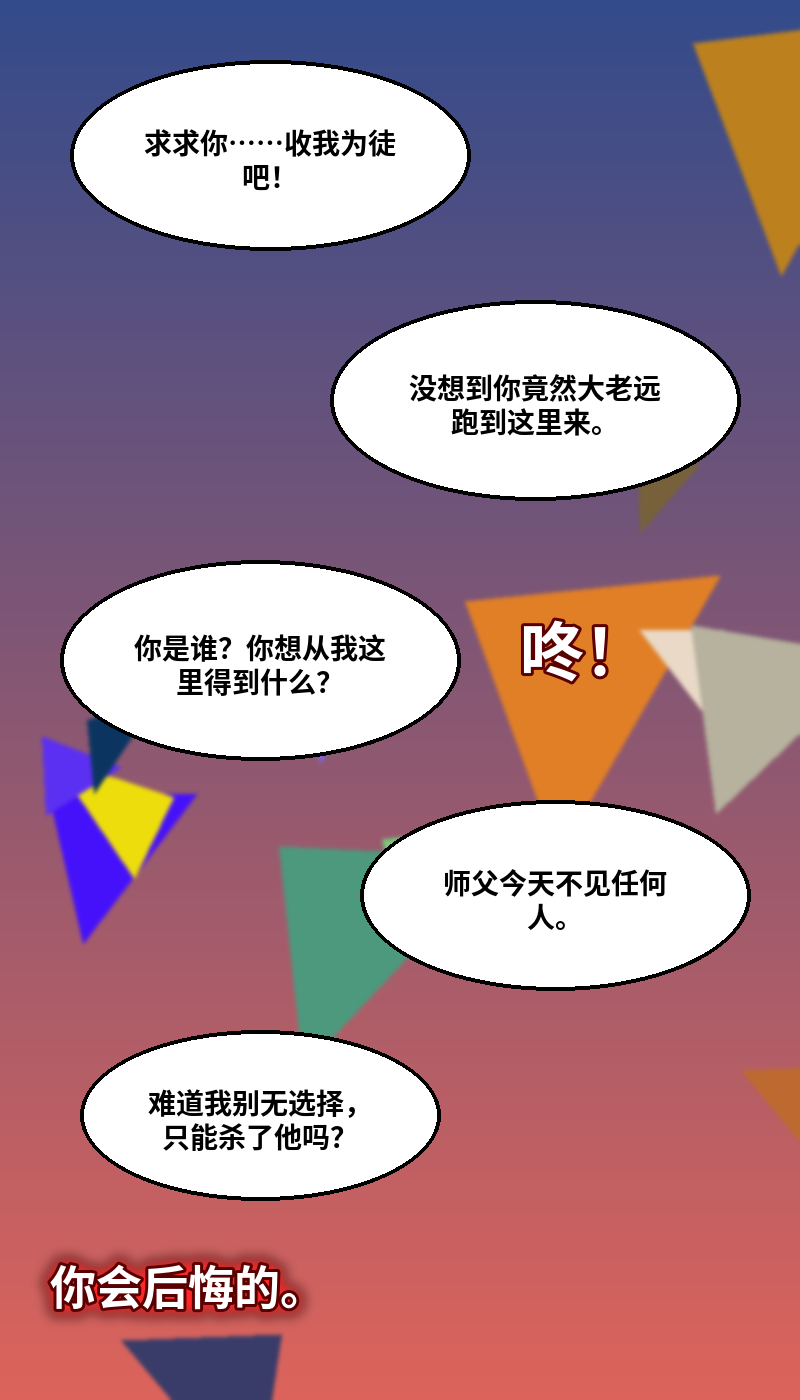 求求你……收我为徒
吧！
没想到你竟然大老远
跑到这里来。
你是谁？你想从我这
里得到什么？
咚！
师父今天不见任何
人。
难道我别无选择，
只能杀了他吗？
你会后悔的。